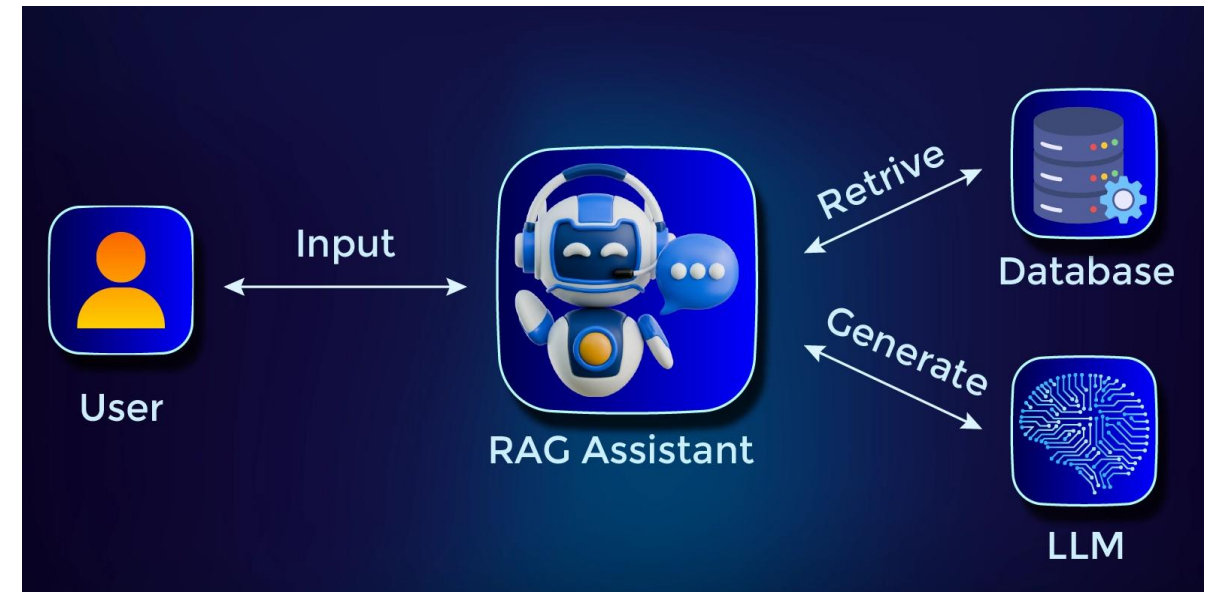 Input
User
RAG Assistant
Retrive
Database
Generate
LLM